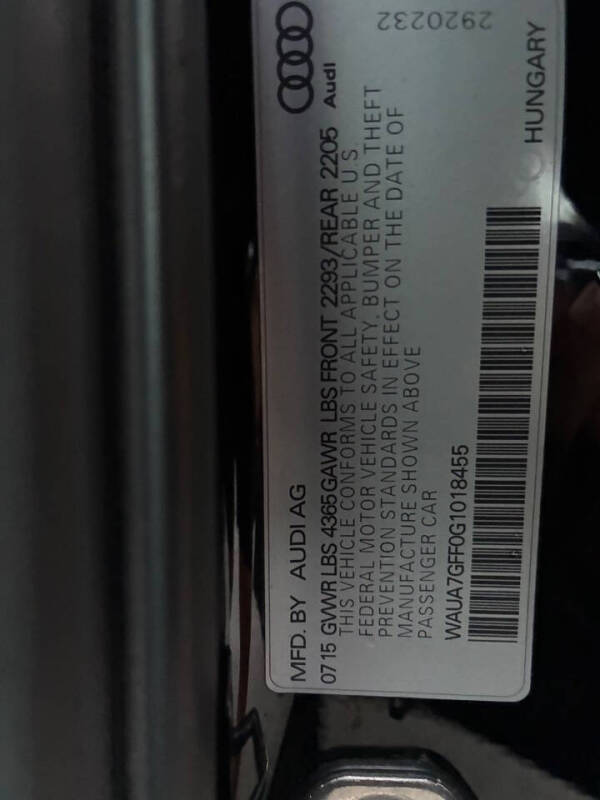 MFD. BY AUDI AG
Audi
0715 GVWR LBS 4365 GAWR LBS FRONT 2293/REAR 2205
THIS VEHICLE CONFORMS TO ALL APPLICABLE U.S.
FEDERAL MOTOR VEHICLE SAFETY, BUMPER AND THEFT
PREVENTION STANDARDS IN EFFECT ON THE DATE OF
MANUFACTURE SHOWN ABOVE
PASSENGER CAR
WAUA7GFF0G1018455
HUNGARY
2920232